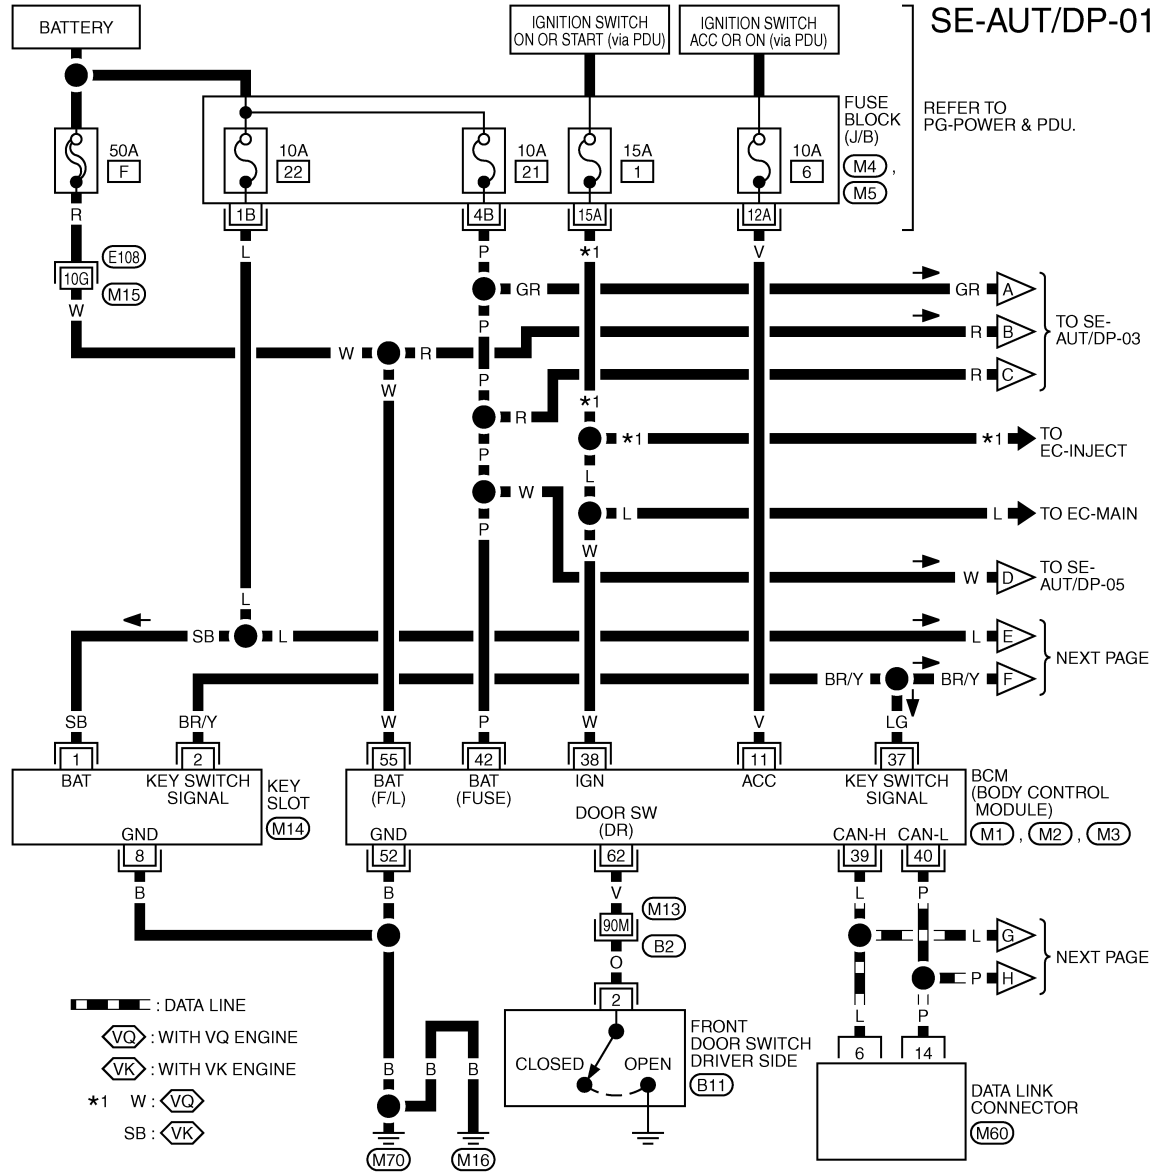 SE-AUT/DP-01
BATTERY
IGNITION SWITCH
ON OR START (via PDU)
IGNITION SWITCH
ACC OR ON (via PDU)
FUSE
BLOCK
(J/B)
M4 ,
M5
REFER TO
PG-POWER & PDU.
50A
F
10A
22
10A
21
15A
1
10A
6
1B
4B
15A
12A
R
L
P
*1
V
E108
10G
M15
W
GR
GR
A
P
R
B
TO SE-
AUT/DP-03
W
R
W
P
R
C
*1
R
*1
*1
TO
EC-INJECT
P
L
W
L
L
TO EC-MAIN
P
W
W
D
TO SE-
AUT/DP-05
L
SB
L
L
E
NEXT PAGE
BR/Y
BR/Y
F
SB
BR/Y
W
P
W
V
LG
1
2
55
42
38
11
37
BAT
KEY SWITCH
SIGNAL
KEY
SLOT
M14
BAT
(F/L)
BAT
(FUSE)
IGN
ACC
KEY SWITCH
SIGNAL
BCM
(BODY CONTROL
MODULE)
M1 , M2 , M3
DOOR SW
(DR)
GND
GND
CAN-H
CAN-L
8
52
62
39
40
B
B
V
L
P
M13
90M
B2
O
L
G
P
H
NEXT PAGE
2
: DATA LINE
VQ : WITH VQ ENGINE
VK : WITH VK ENGINE
*1 W : VQ
SB : VK
CLOSED
OPEN
FRONT
DOOR SWITCH
DRIVER SIDE
B11
L
P
6
14
B
B
B
DATA LINK
CONNECTOR
M60
M70
M16